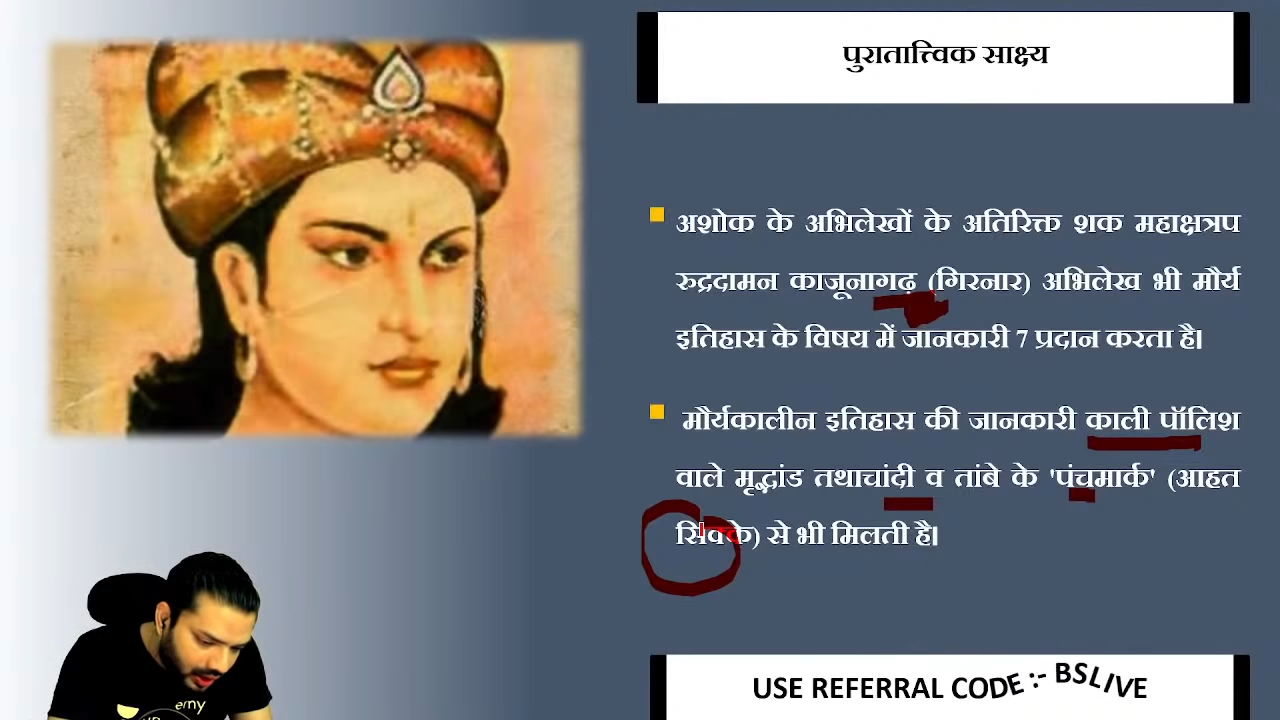 पुरातात्त्विक साक्ष्य
अशोक के अभिलेखों के अतिरिक्त शक महाक्षत्रप
रुद्रदामन काजूनागढ़ (गिरनार) अभिलेख भी मौर्य
इतिहास के विषय में जानकारी 7 प्रदान करता है।
मौर्यकालीन इतिहास की जानकारी काली पॉलिश
वाले मृद्भांड तथाचांदी व तांबे के 'पंचमार्क' (आहत
सिक्के) से भी मिलती है।
emy
USE REFERRAL CODE :- BSLIVE